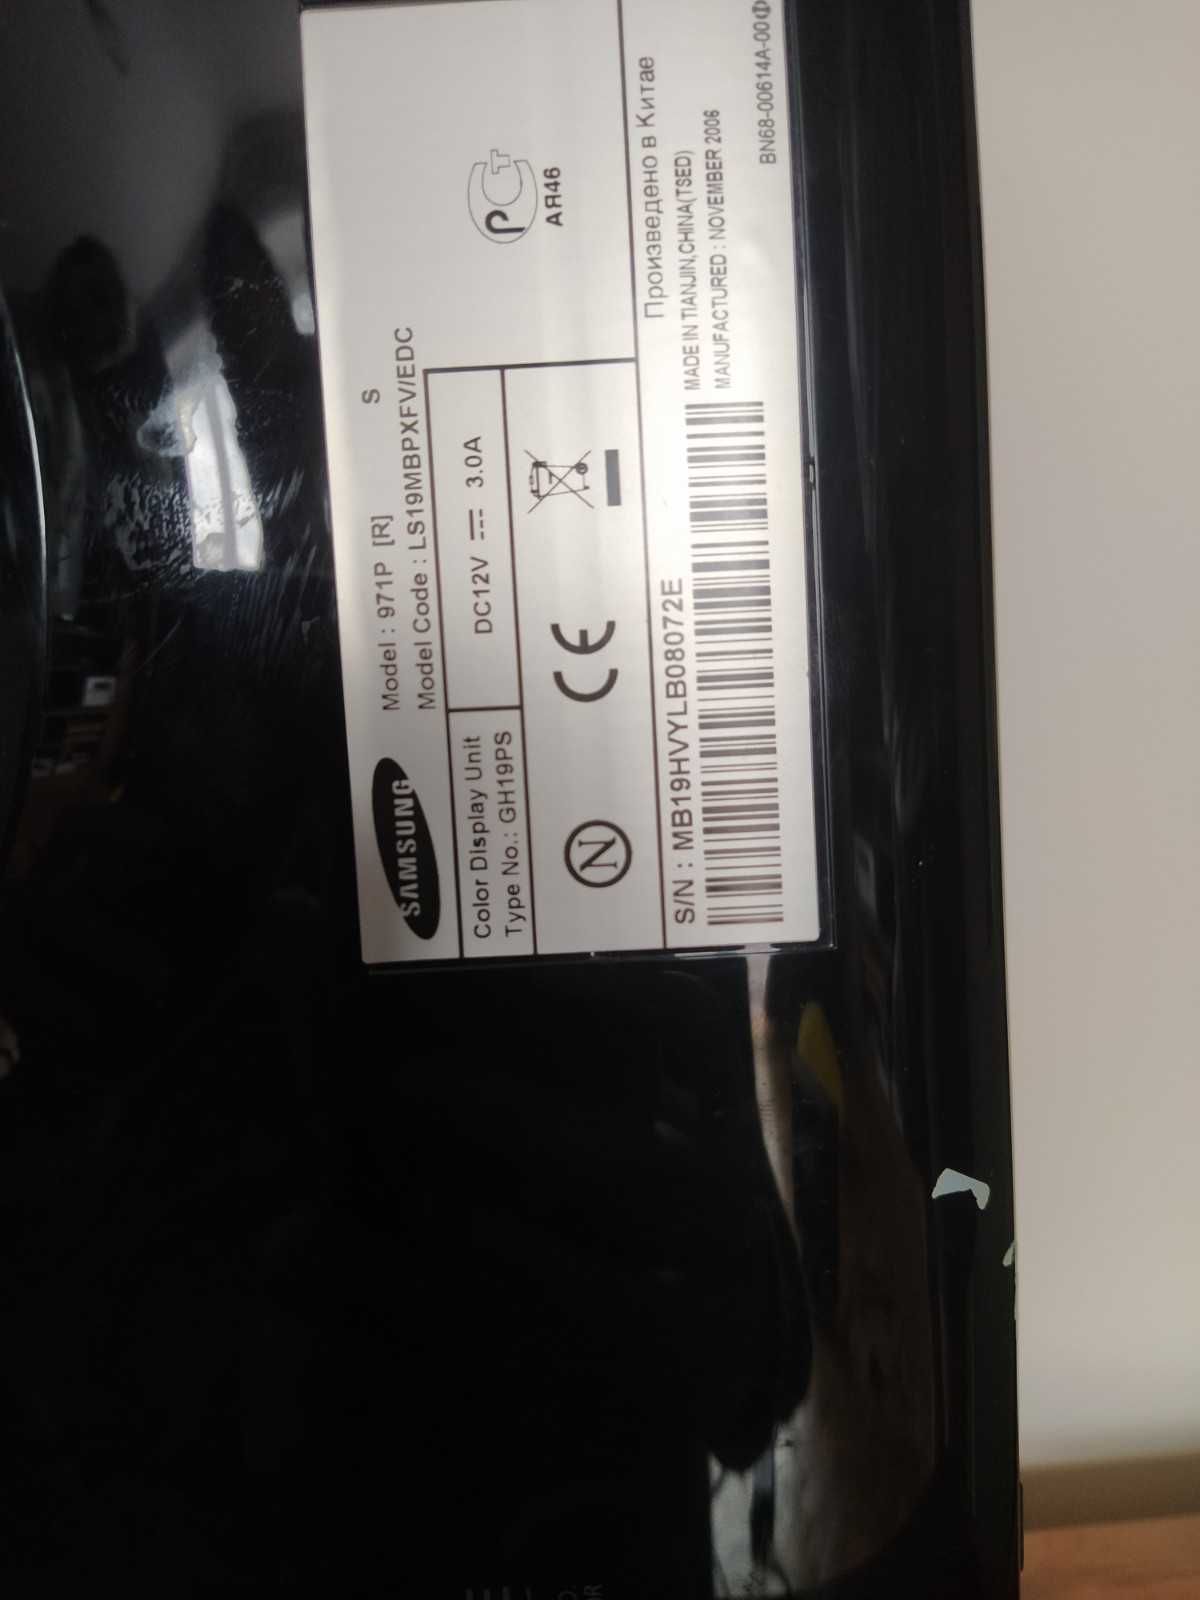 SAMSUNG
Model : 971P [R] S
Model Code : LS19MBPXFV/EDC
Color Display Unit
Type No.: GH19PS
DC12V 3.0A
PCT
АЯ46
N
CE
S/N : MB19HVYLB08072E
Произведено в Китае
MADE IN TIANJIN,CHINA(TSED)
MANUFACTURED : NOVEMBER 2006
BN68-00614A-00